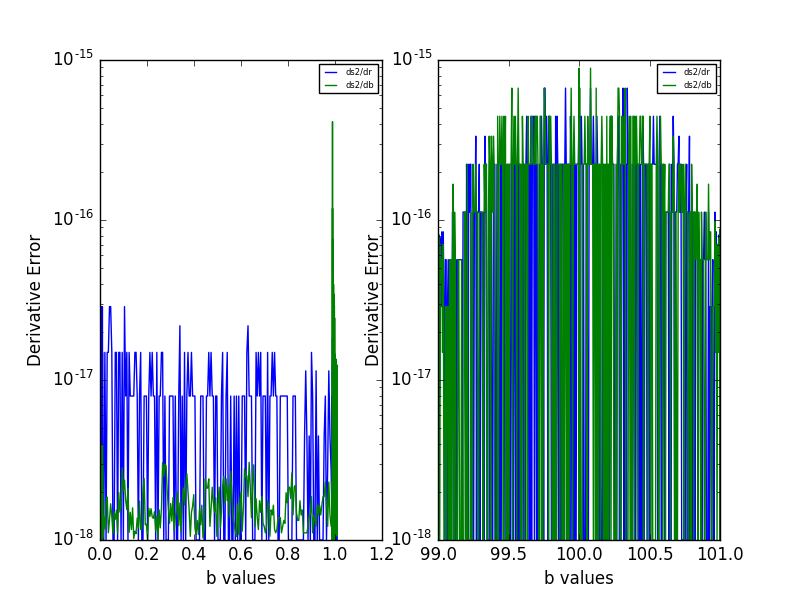 10^-15
10^-16
10^-17
10^-18
Derivative Error
0.0 0.2 0.4 0.6 0.8 1.0 1.2
b values
ds2/dr
ds2/db
10^-15
10^-16
10^-17
10^-18
Derivative Error
99.0 99.5 100.0 100.5 101.0
b values
ds2/dr
ds2/db